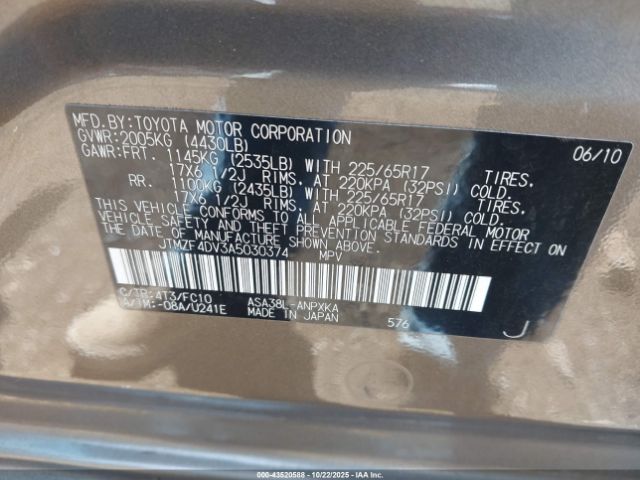 MFD.BY:TOYOTA MOTOR CORPORATION 06/10
GVWR:2005KG (4430LB)
GAWR:FRT. 1145KG (2535LB) WITH 225/65R17 TIRES.
17X6 1/2J RIMS. AT 220KPA (32PSI) COLD.
RR. 1100KG (2435LB) WITH 225/65R17 TIRES.
17X6 1/2J RIMS. AT 220KPA (32PSI) COLD.
THIS VEHICLE CONFORMS TO ALL APPLICABLE FEDERAL MOTOR
VEHICLE SAFETY AND THEFT PREVENTION STANDARDS IN EFFECT ON
THE DATE OF MANUFACTURE SHOWN ABOVE.
JTMZF4DV3A5030374 MPV
C/TR:4T3/FC10 ASA38L-ANPXKA
A/TM:-08A/U241E MADE IN JAPAN 576 J
000-43520588 - 10/22/2025 - IAAI.COM